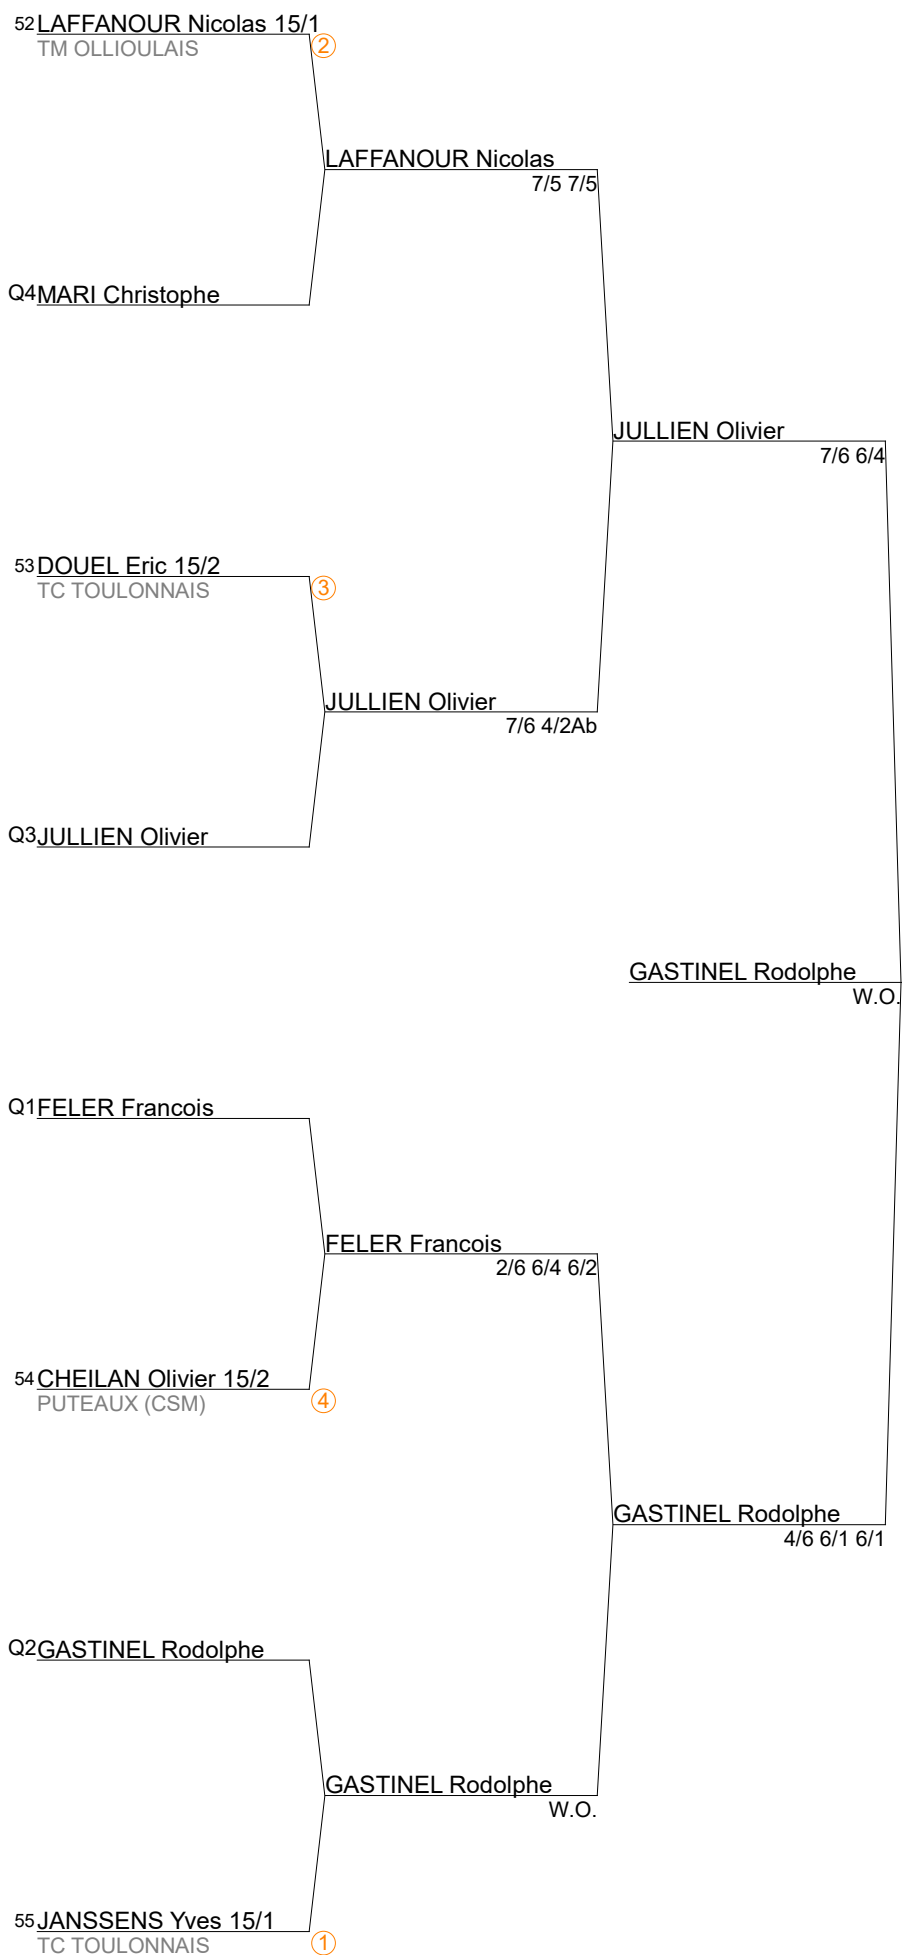 52 LAFFANOUR Nicolas 15/1
TM OLLIOULAIS
2
LAFFANOUR Nicolas
7/5 7/5
Q4 MARI Christophe
JULLIEN Olivier
7/6 6/4
53 DOUEL Eric 15/2
TC TOULONNAIS
3
JULLIEN Olivier
7/6 4/2Ab
Q3 JULLIEN Olivier
GASTINEL Rodolphe
W.O.
Q1 FELER Francois
FELER Francois
2/6 6/4 6/2
54 CHEILAN Olivier 15/2
PUTEAUX (CSM)
4
GASTINEL Rodolphe
4/6 6/1 6/1
Q2 GASTINEL Rodolphe
GASTINEL Rodolphe
W.O.
55 JANSSENS Yves 15/1
TC TOULONNAIS
1